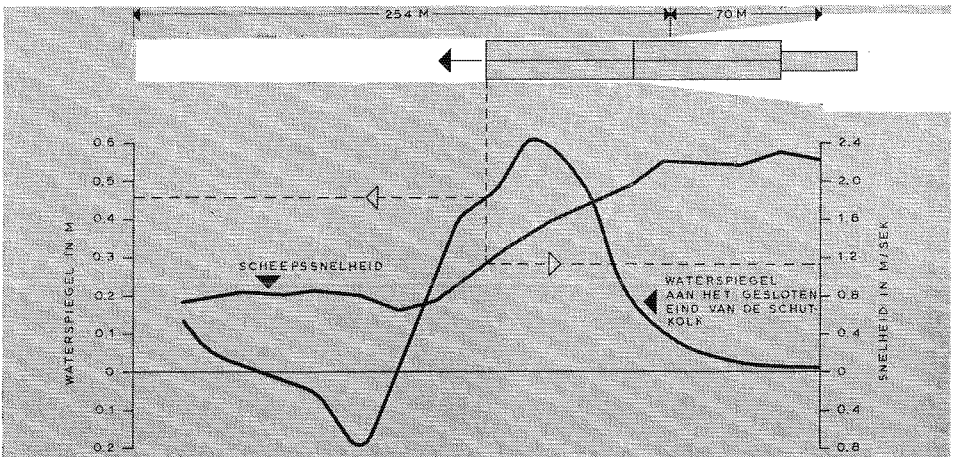 254 M
70 M
0.6
0.5
0.4
0.3
0.2
0.1
0
0.1
0.2
WATERSPIEGEL IN M
SCHEEPSSNELHEID
WATERSPIEGEL
AAN HET GESLOTEN
EIND VAN DE SCHUT-
KOLK
2.4
2.0
1.6
1.2
0.8
0.4
0
0.4
0.8
SNELHEID IN M/SEK